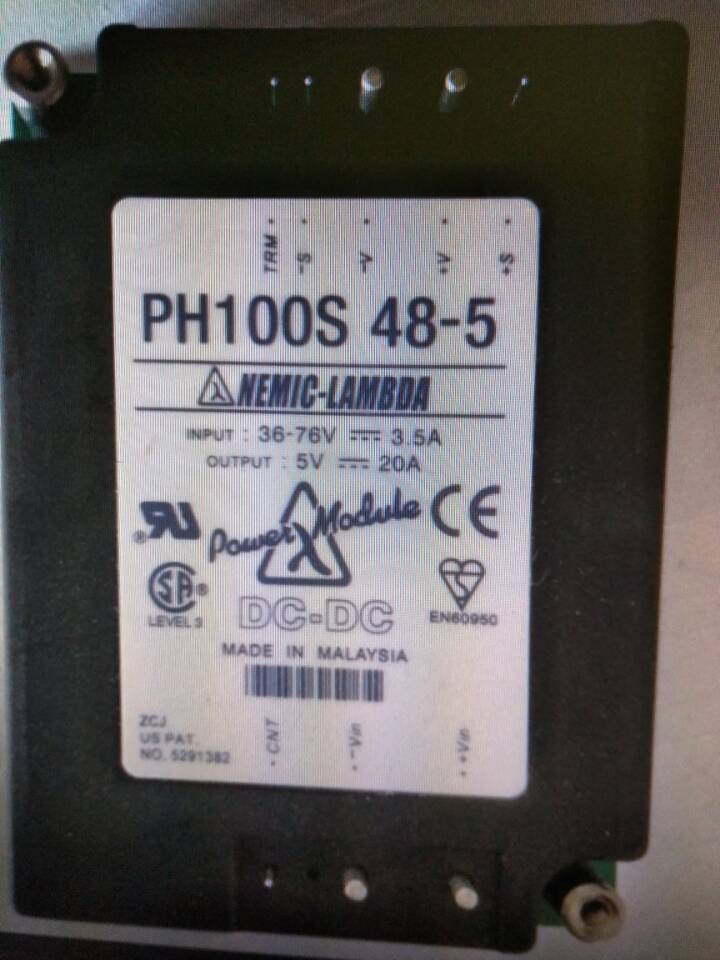 TRM -S -V +V +S
PH100S 48-5
NEMIC-LAMBDA
INPUT : 36-76V ⎓ 3.5A
OUTPUT : 5V ⎓ 20A
Power Module
CE
SA ®
LEVEL 3
DC-DC
EN60950
MADE IN MALAYSIA
ZCJ
US PAT.
NO. 5291382
CNT -Vin +Vin